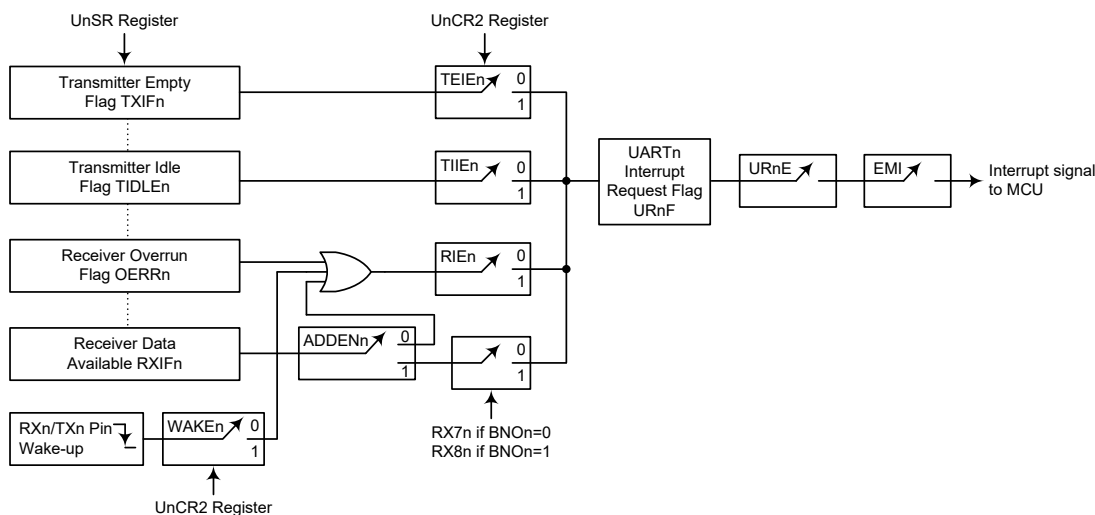 UnSR Register
UnCR2 Register
Transmitter Empty
Flag TXIFn
TEIEn
0
1
Transmitter Idle
Flag TIDLEn
TIIEn
0
1
UARTn
Interrupt
Request Flag
URnF
URnE
EMI
Interrupt signal
to MCU
Receiver Overrun
Flag OERRn
RIEn
0
1
Receiver Data
Available RXIFn
ADDENn
0
1
0
1
RX7n if BNOn=0
RX8n if BNOn=1
RXn/TXn Pin
Wake-up
WAKEn
0
1
UnCR2 Register